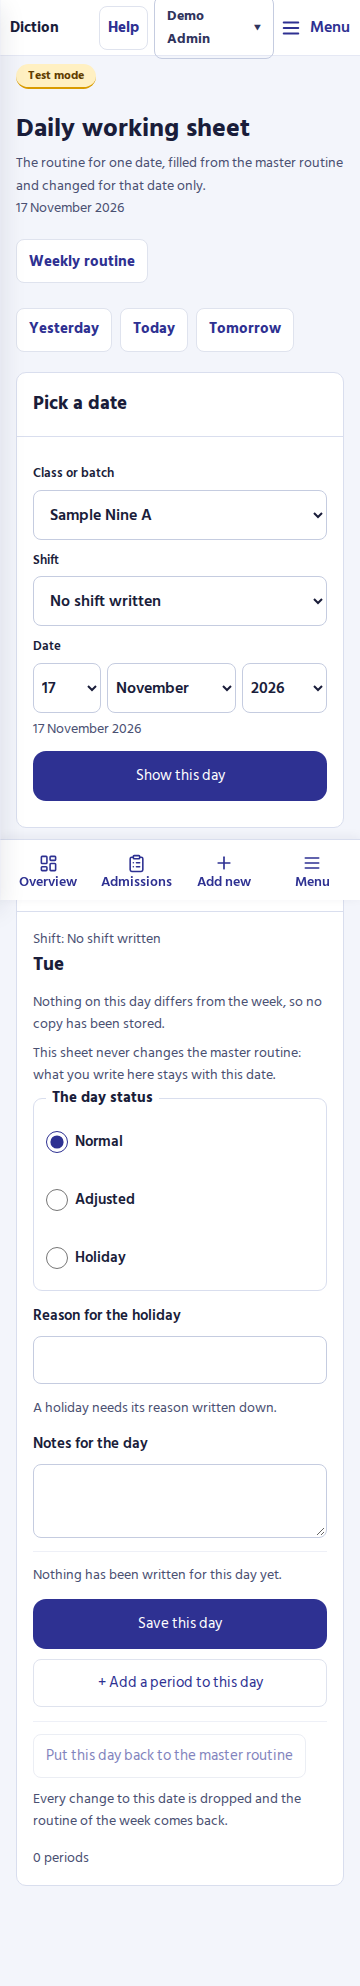 Diction
Help
Demo Admin
Menu
Test mode
Daily working sheet
The routine for one date, filled from the master routine
and changed for that date only.
17 November 2026
Weekly routine
Yesterday
Today
Tomorrow
Pick a date
Class or batch
Sample Nine A
Shift
No shift written
Date
17
November
2026
17 November 2026
Show this day
Overview
Admissions
Add new
Menu
Shift: No shift written
Tue
Nothing on this day differs from the week, so no
copy has been stored.
This sheet never changes the master routine:
what you write here stays with this date.
The day status
Normal
Adjusted
Holiday
Reason for the holiday
A holiday needs its reason written down.
Notes for the day
Nothing has been written for this day yet.
Save this day
+ Add a period to this day
Put this day back to the master routine
Every change to this date is dropped and the
routine of the week comes back.
0 periods